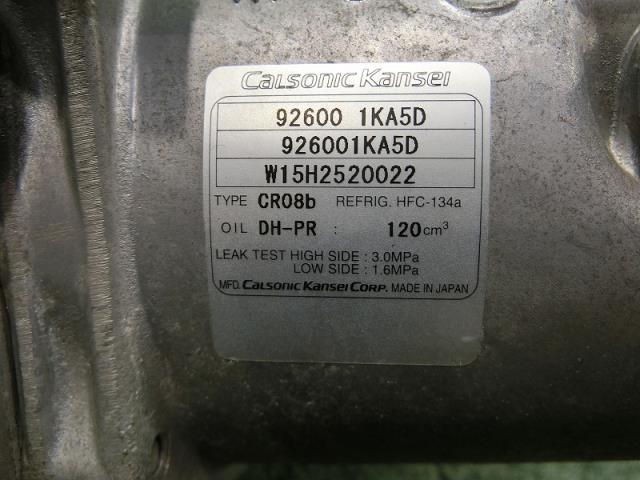 Calsonic Kansei
92600 1KA5D
926001KA5D
W15H2520022
TYPE CR08b REFRIG. HFC-134a
OIL DH-PR : 120cm³
LEAK TEST HIGH SIDE : 3.0MPa
LOW SIDE : 1.6MPa
MFD. Calsonic Kansei Corp. MADE IN JAPAN